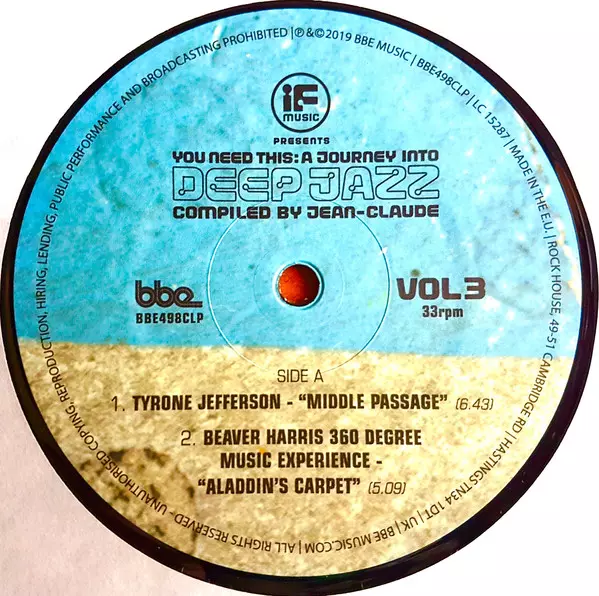 UNAUTHORISED COPYING, REPRODUCTION, HIRING, LENDING, PUBLIC PERFORMANCE AND BROADCASTING PROHIBITED | ℗ & © 2019 BBE MUSIC | BBE498CLP | LC 15287 | MADE IN THE E.U. | ROCK HOUSE, 49-51 CAMBRIDGE RD | HASTINGS TN34 1DT | UK | BBE MUSIC.COM | ALL RIGHTS RESERVED -
iF
MUSIC
PRESENTS
YOU NEED THIS: A JOURNEY INTO
DEEP JAZZ
COMPILED BY JEAN-CLAUDE
bbe
BBE498CLP
VOL3
33rpm
SIDE A
1. TYRONE JEFFERSON - “MIDDLE PASSAGE” (6.43)
2. BEAVER HARRIS 360 DEGREE
MUSIC EXPERIENCE -
“ALADDIN'S CARPET” (5.09)